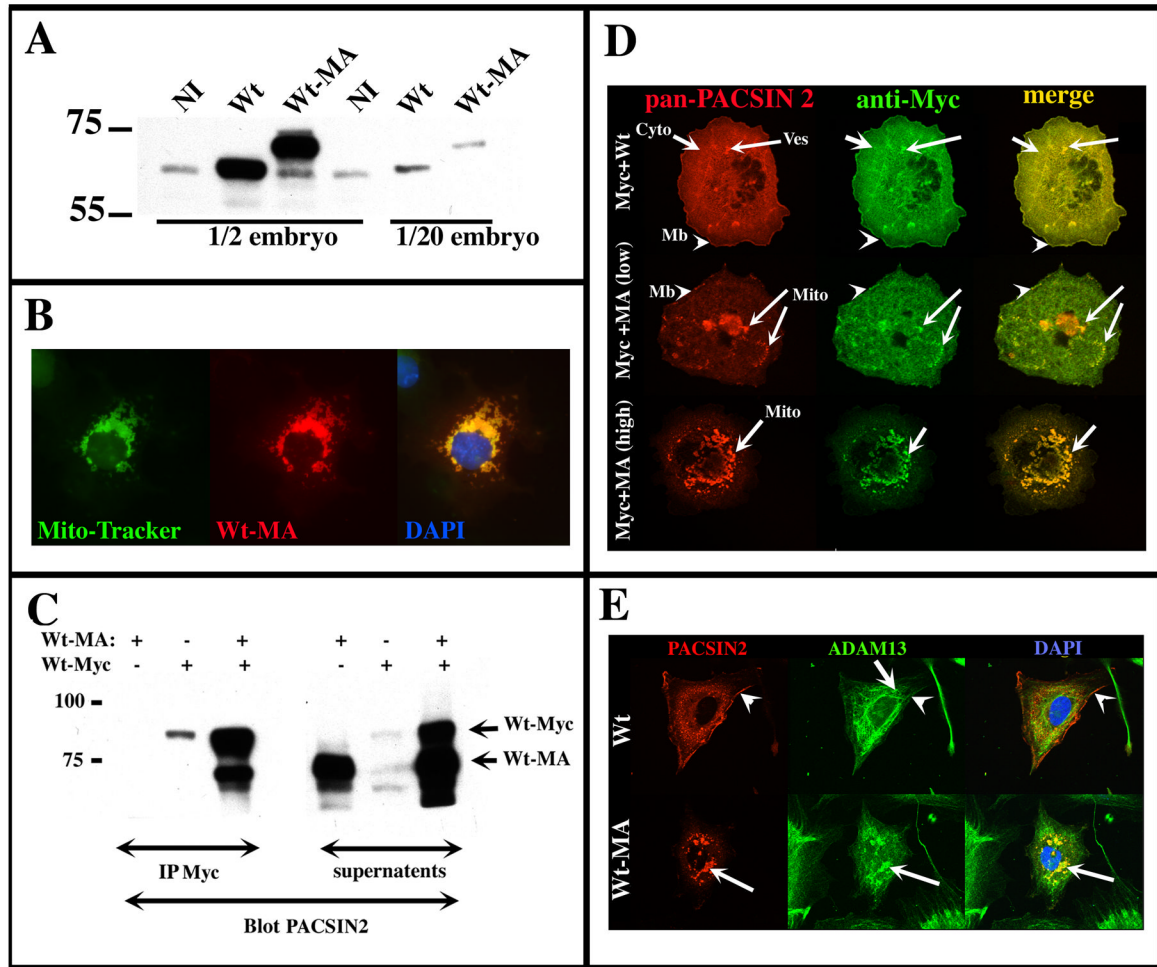 A
NI Wt Wt-MA NI Wt Wt-MA
75
55
1/2 embryo 1/20 embryo
B
Mito-Tracker Wt-MA DAPI
C
Wt-MA: + - + + - +
Wt-Myc: - + + - + +
100
75
Wt-Myc
Wt-MA
IP Myc supernatents
Blot PACSIN2
D
pan-PACSIN 2 anti-Myc merge
Myc+Wt
Cyto Ves
Mb
Myc +MA (low)
Mb Mito
Myc+MA (high)
Mito
E
PACSIN2 ADAM13 DAPI
Wt
Wt-MA